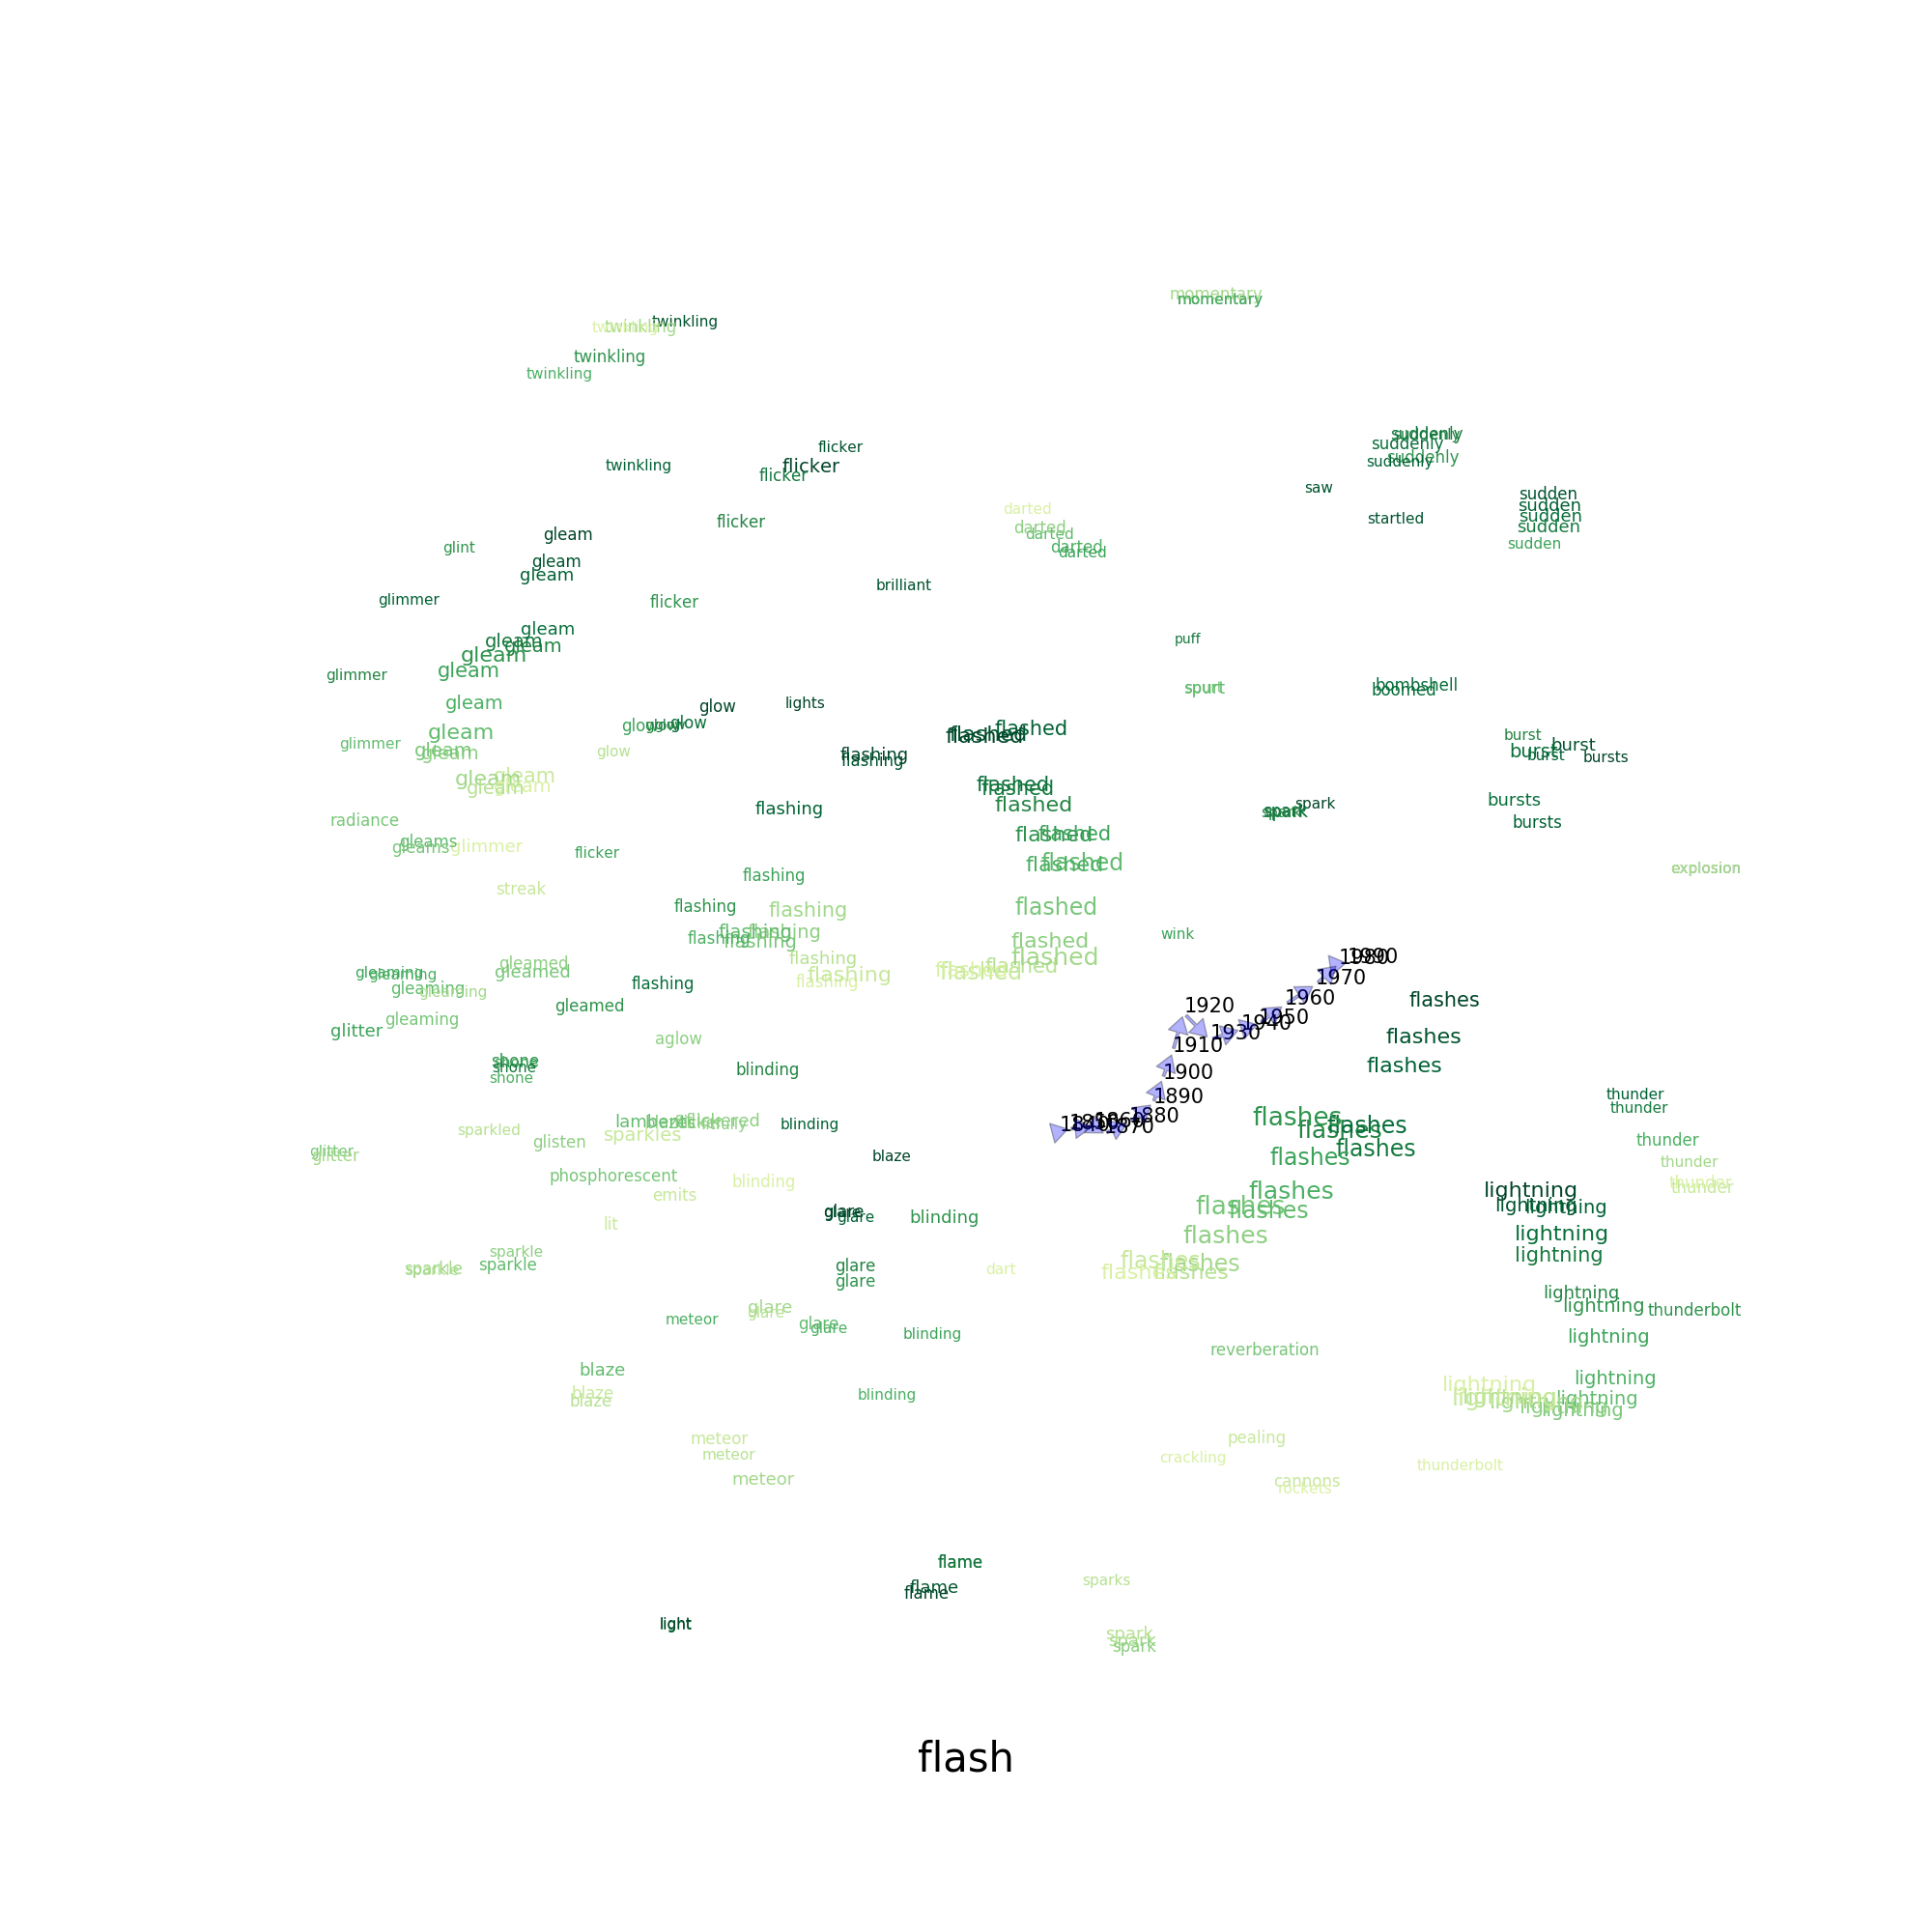 momentary
momentary
twinkling
twinkling
twinkling
twinkling
twinkling
suddenly
suddenly
suddenly
suddenly
suddenly
flicker
flicker
flicker
twinkling
saw
sudden
sudden
sudden
sudden
sudden
startled
darted
darted
darted
darted
darted
flicker
gleam
glint
gleam
gleam
brilliant
glimmer
flicker
gleam
gleam
gleam
gleam
gleam
puff
glimmer
spurt
bombshell
boomed
gleam
glow
lights
glow
glow
glow
flashed
flashed
flashed
gleam
glimmer
gleam
gleam
glow
flashing
flashing
burst
burst
burst
burst
bursts
gleam
gleam
gleam
gleam
flashed
flashed
flashed
flashing
spark
spark
spark
bursts
bursts
radiance
gleams
gleams
glimmer
flicker
flashed
flashed
flashed
flashed
explosion
streak
flashing
flashing
flashing
flashed
flashing
flashing
flashing
flashing
flashed
wink
flashed
flashed
flashed
flashing
flashing
flashing
1980
1990
1970
gleamed
gleamed
gleaming
gleaming
gleaming
gleaming
flashing
1960
flashes
gleamed
1920
1950
1940
1930
gleaming
glitter
aglow
1910
flashes
shone
shone
shone
shone
blinding
1900
flashes
1890
thunder
thunder
lambent
flickered
fitfully
blinding
1840
1850
1860
1870
1880
flashes
flashes
flashes
flashes
sparkled
sparkles
glisten
thunder
glitter
glitter
blaze
flashes
thunder
phosphorescent
emits
blinding
flashes
thunder
thunder
lightning
lightning
lightning
flashes
flashes
lit
glare
glare
glare
blinding
flashes
lightning
lightning
sparkle
sparkle
sparkle
sparkle
glare
glare
dart
flashes
flashes
flashes
flashes
lightning
lightning
thunderbolt
glare
glare
meteor
glare
glare
blinding
lightning
reverberation
blaze
blaze
blaze
blinding
lightning
lightning
lightning
lightning
lightning
lightning
lightning
lightning
meteor
meteor
meteor
pealing
crackling
thunderbolt
cannons
rockets
flame
flame
flame
sparks
light
spark
spark
spark
flash